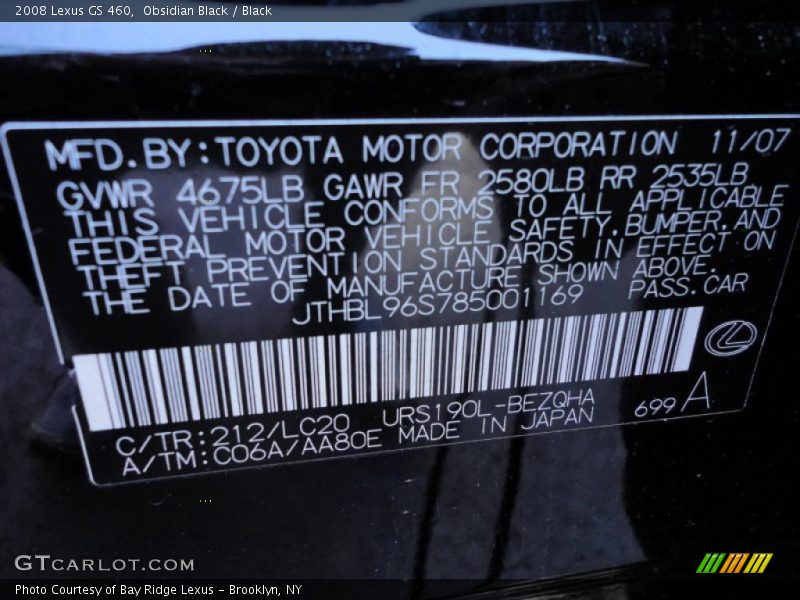 2008 Lexus GS 460, Obsidian Black / Black
MFD.BY:TOYOTA MOTOR CORPORATION 11/07
GVWR 4675LB GAWR FR 2580LB RR 2535LB
THIS VEHICLE CONFORMS TO ALL APPLICABLE
FEDERAL MOTOR VEHICLE SAFETY,BUMPER,AND
THEFT PREVENTION STANDARDS IN EFFECT ON
THE DATE OF MANUFACTURE SHOWN ABOVE.
JTHBL96S785001169 PASS.CAR
C/TR:212/LC20 URS190L-BEZQHA
A/TM:C06A/AA80E MADE IN JAPAN 699 A
GTCARLOT.COM
Photo Courtesy of Bay Ridge Lexus - Brooklyn, NY